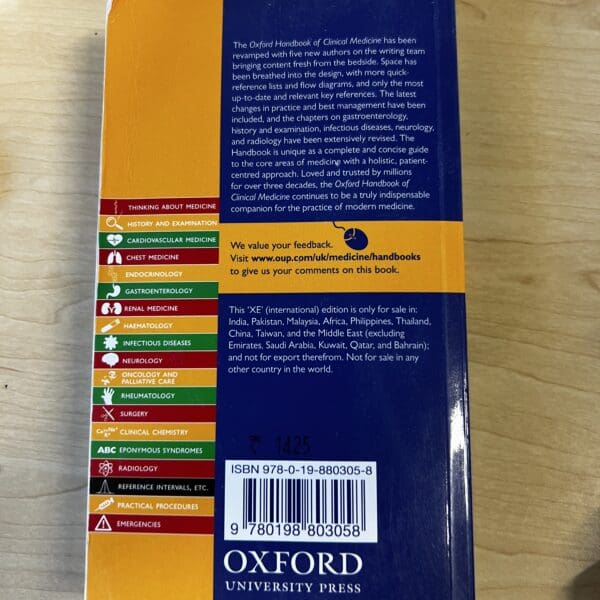 The Oxford Handbook of Clinical Medicine has been
revamped with five new authors on the writing team
bringing content fresh from the bedside. Space has
been breathed into the design, with more quick-
reference lists and flow diagrams, and only the most
up-to-date and relevant key references. The latest
changes in practice and best management have been
included, and the chapters on gastroenterology,
history and examination, infectious diseases, neurology,
and radiology have been extensively revised. The
Handbook is unique as a complete and concise guide
to the core areas of medicine with a holistic, patient-
centred approach. Loved and trusted by millions
for over three decades, the Oxford Handbook of
Clinical Medicine continues to be a truly indispensable
companion for the practice of modern medicine.
THINKING ABOUT MEDICINE
HISTORY AND EXAMINATION
CARDIOVASCULAR MEDICINE
CHEST MEDICINE
ENDOCRINOLOGY
GASTROENTEROLOGY
RENAL MEDICINE
HAEMATOLOGY
INFECTIOUS DISEASES
NEUROLOGY
ONCOLOGY AND
PALLIATIVE CARE
RHEUMATOLOGY
SURGERY
CLINICAL CHEMISTRY
ABC EPONYMOUS SYNDROMES
RADIOLOGY
REFERENCE INTERVALS, ETC.
PRACTICAL PROCEDURES
EMERGENCIES
We value your feedback.
Visit www.oup.com/uk/medicine/handbooks
to give us your comments on this book.
This 'XE' (international) edition is only for sale in:
India, Pakistan, Malaysia, Africa, Philippines, Thailand,
China, Taiwan, and the Middle East (excluding
Emirates, Saudi Arabia, Kuwait, Qatar, and Bahrain);
and not for export therefrom. Not for sale in any
other country in the world.
₹ 1425
ISBN 978-0-19-880305-8
9 780198 803058
OXFORD
UNIVERSITY PRESS